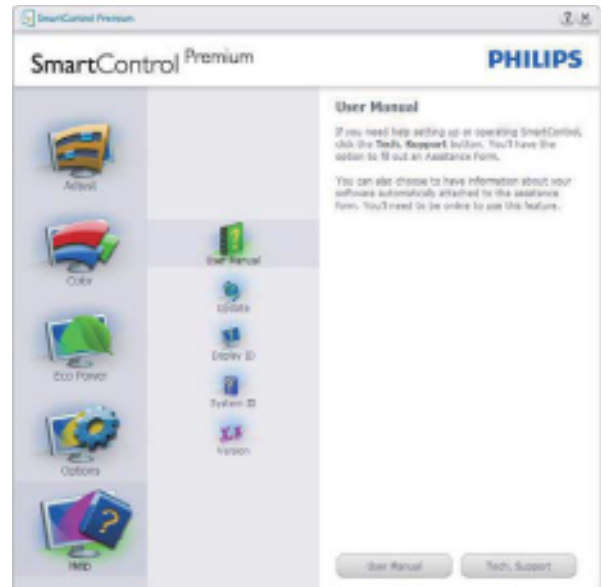 SmartControl Premium
SmartControl Premium
PHILIPS
Adjust
Color
Eco Power
Options
Help
User Manual
Update
Display ID
System ID
Version
User Manual
If you need help setting up or operating SmartControl,
click the Tech. Support button. You'll have the
option to fill out an Assistance Form.
You can also choose to have information about your
software automatically attached to the assistance
form. You'll need to be online to use this feature.
User Manual
Tech. Support